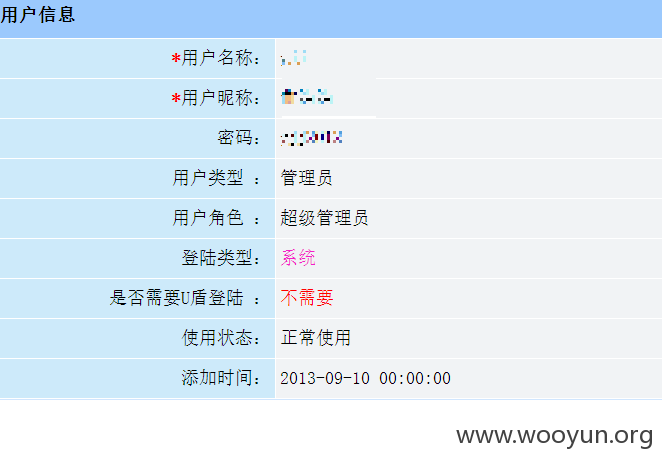 用户信息
*用户名称：
*用户昵称：
密码：
用户类型 ： 管理员
用户角色 ： 超级管理员
登陆类型： 系统
是否需要U盾登陆 ： 不需要
使用状态： 正常使用
添加时间： 2013-09-10 00:00:00
www.wooyun.org